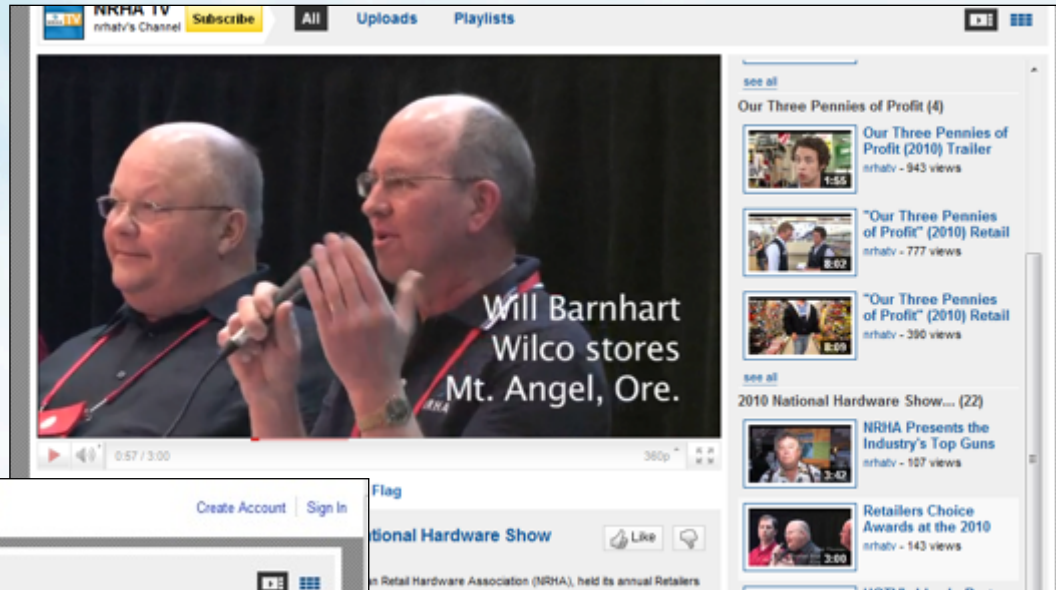 NRHA TV
nrhatv's Channel
Subscribe
All
Uploads
Playlists
Will Barnhart
Wilco stores
Mt. Angel, Ore.
NRHA
0:57 / 3:00
360p
see all
Our Three Pennies of Profit (4)
Our Three Pennies of
Profit (2010) Trailer
nrhatv - 943 views
1:55
"Our Three Pennies
of Profit" (2010) Retail
nrhatv - 777 views
8:02
"Our Three Pennies
of Profit" (2010) Retail
nrhatv - 390 views
8:09
see all
2010 National Hardware Show... (22)
NRHA Presents the
Industry's Top Guns
nrhatv - 107 views
3:42
Retailers Choice
Awards at the 2010
nrhatv - 143 views
3:00
Flag
tional Hardware Show
Like
n Retail Hardware Association (NRHA), held its annual Retailers
Create Account
Sign In